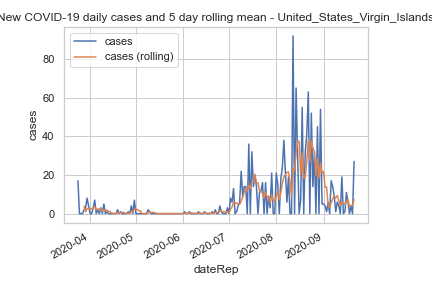 New COVID-19 daily cases and 5 day rolling mean - United_States_Virgin_Islands
cases
cases (rolling)
80
60
40
20
0
cases
2020-04
2020-05
2020-06
2020-07
2020-08
2020-09
dateRep